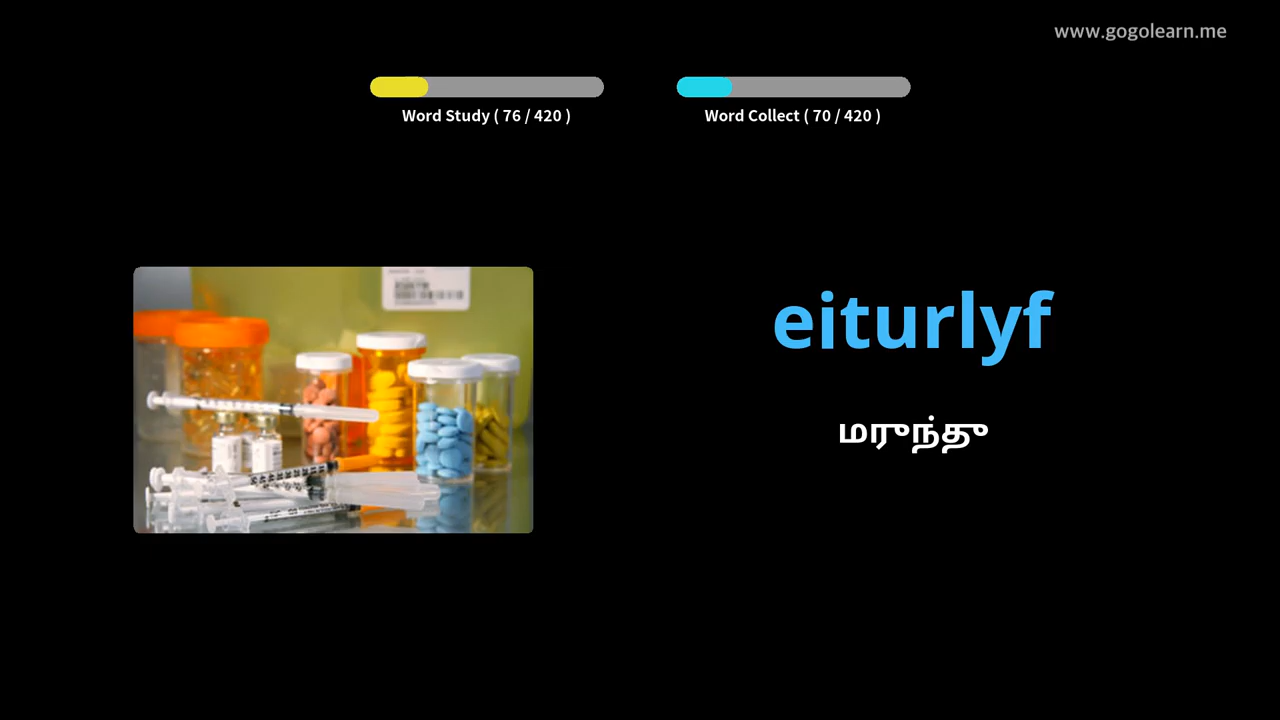 www.gogolearn.me
Word Study ( 76 / 420 )
Word Collect ( 70 / 420 )
eiturlyf
மருந்து